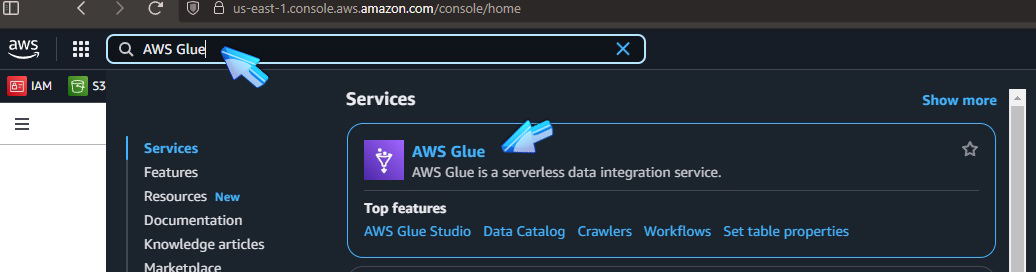 us-east-1.console.aws.amazon.com/console/home
aws
AWS Glue
IAM
S3
Services
Show more
Services
Features
Resources New
Documentation
Knowledge articles
Marketplace
AWS Glue
AWS Glue is a serverless data integration service.
Top features
AWS Glue Studio Data Catalog Crawlers Workflows Set table properties